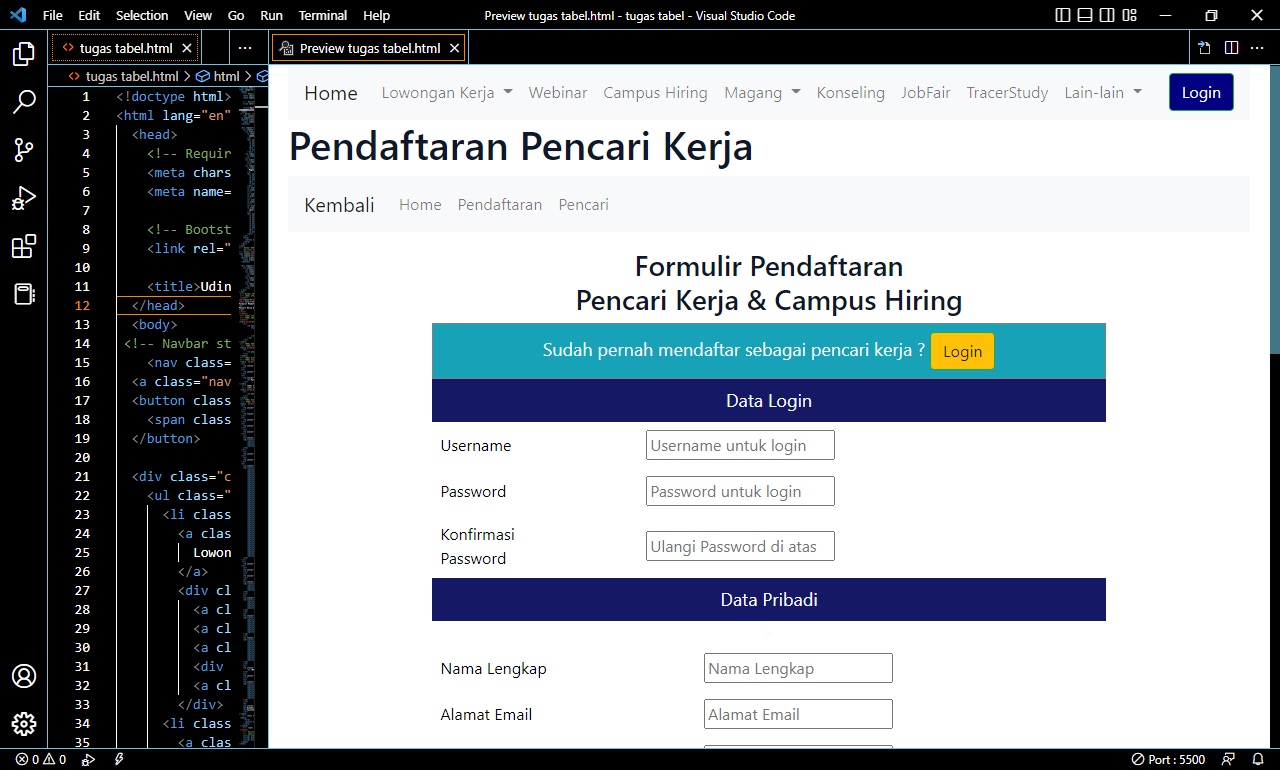 File Edit Selection View Go Run Terminal Help Preview tugas tabel.html - tugas tabel - Visual Studio Code
tugas tabel.html
Preview tugas tabel.html
tugas tabel.html > html >
1 <!doctype html>
2 <html lang="en"
3 <head>
4 <!-- Requir
5 <meta chars
6 <meta name=
7
8 <!-- Bootst
9 <link rel="
10
11 <title>Udin
12 </head>
13 <body>
14 <!-- Navbar st
15 <nav class=
16 <a class="nav
17 <button class
18 <span class
19 </button>
20
21 <div class="c
22 <ul class="
23 <li class
24 <a clas
25 Lowon
26 </a>
27 <div cl
28 <a cl
29 <a cl
30 <a cl
31 <div
32 <a cl
33 </div>
34 <li class
35 <a clas
Home Lowongan Kerja Webinar Campus Hiring Magang Konseling JobFair TracerStudy Lain-lain Login
Pendaftaran Pencari Kerja
Kembali Home Pendaftaran Pencari
Formulir Pendaftaran
Pencari Kerja & Campus Hiring
Sudah pernah mendaftar sebagai pencari kerja ? Login
Data Login
Username Username untuk login
Password Password untuk login
Konfirmasi
Password Ulangi Password di atas
Data Pribadi
Nama Lengkap Nama Lengkap
Alamat Email Alamat Email
0 0 Port : 5500